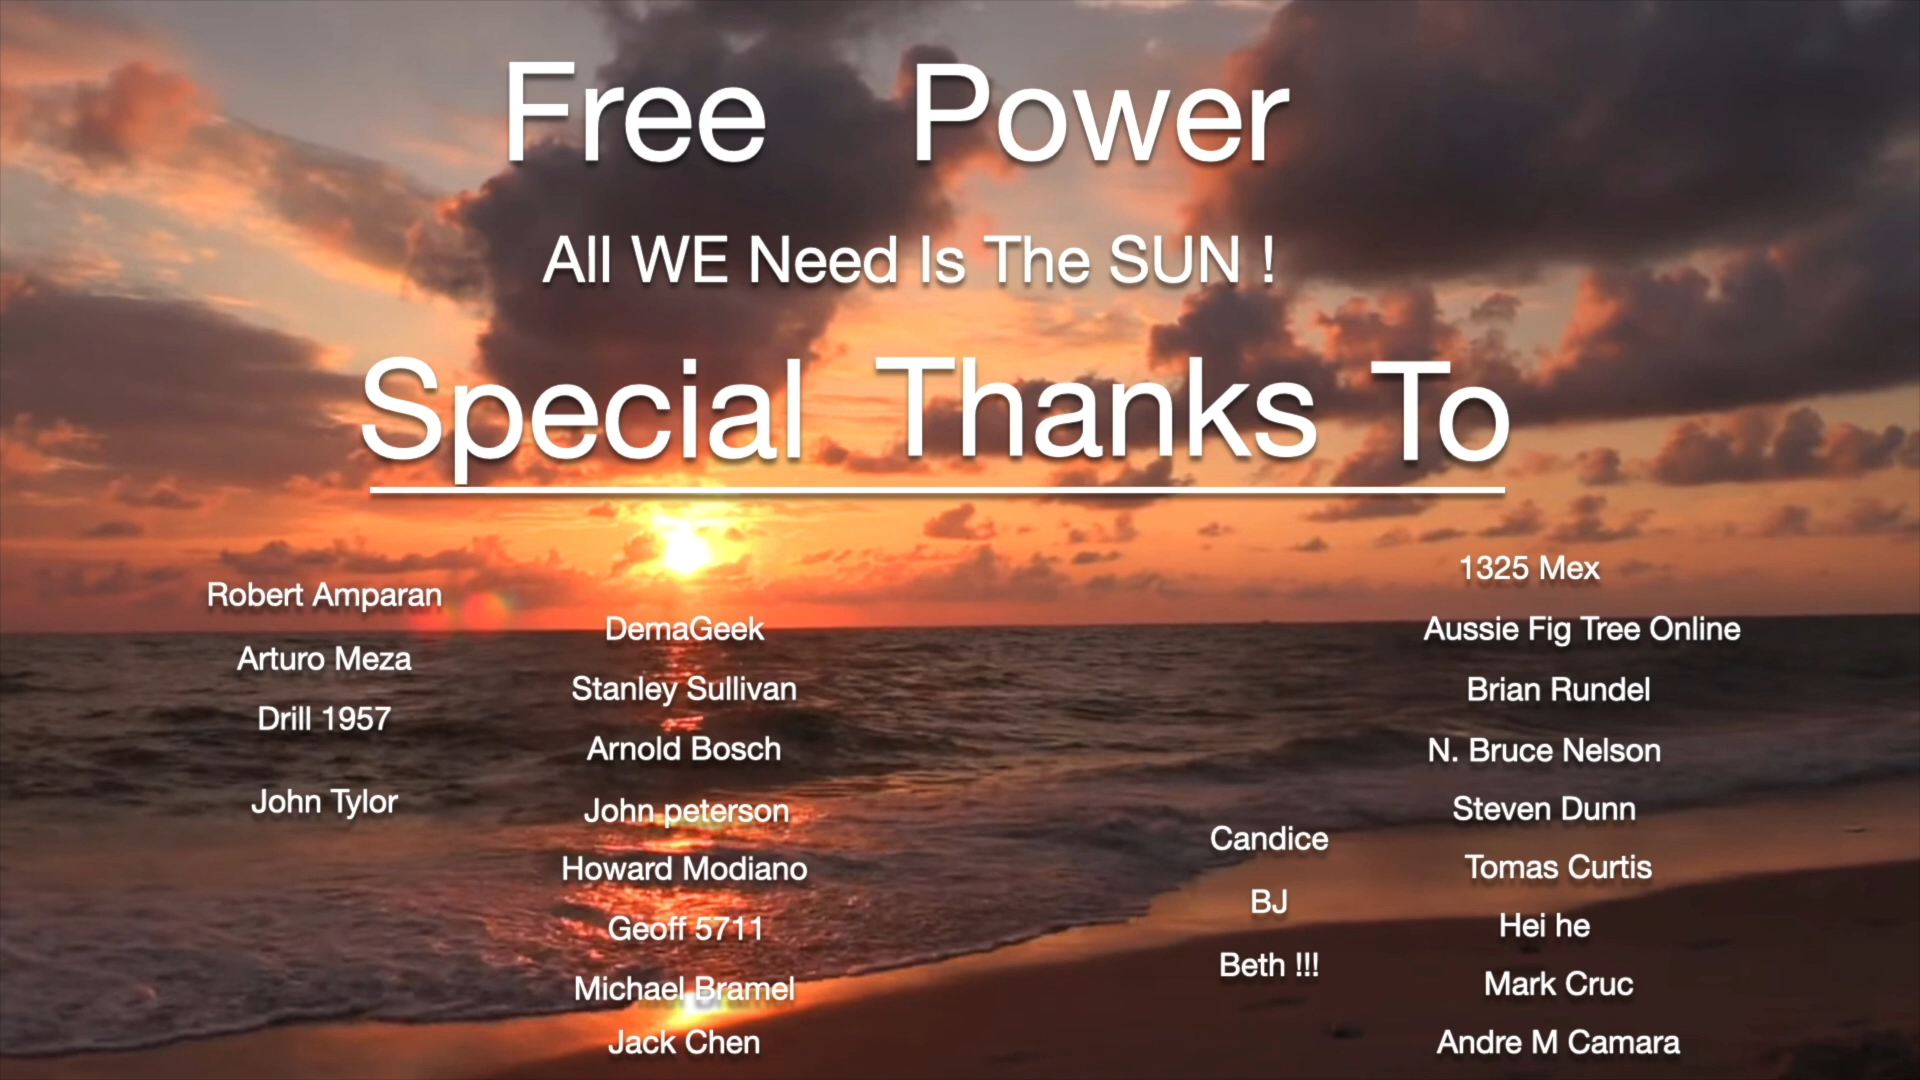 Free Power
All WE Need Is The SUN !
Special Thanks To
Robert Amparan
Arturo Meza
Drill 1957
John Tylor
DemaGeek
Stanley Sullivan
Arnold Bosch
John peterson
Howard Modiano
Geoff 5711
Michael Bramel
Jack Chen
Candice
BJ
Beth !!!
1325 Mex
Aussie Fig Tree Online
Brian Rundel
N. Bruce Nelson
Steven Dunn
Tomas Curtis
Hei he
Mark Cruc
Andre M Camara